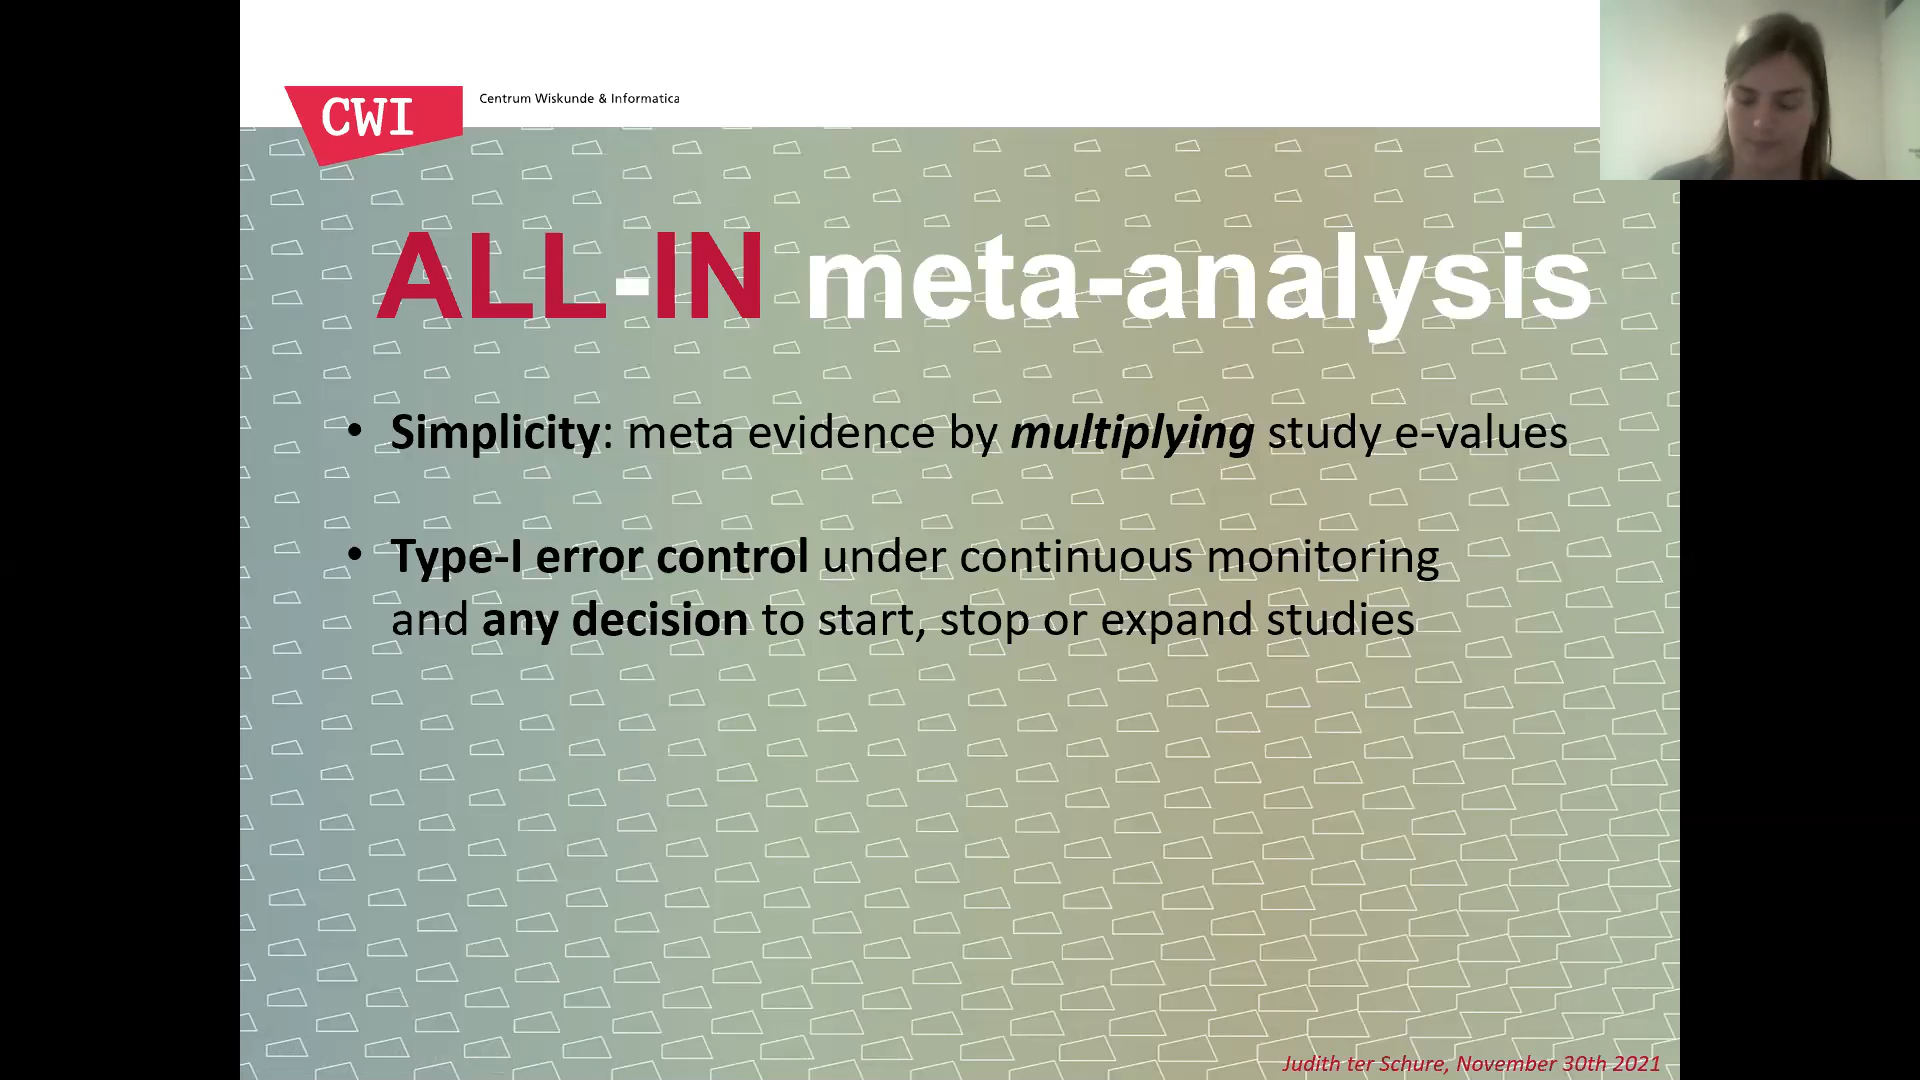 CWI
Centrum Wiskunde & Informatica
ALL-IN meta-analysis
• Simplicity: meta evidence by multiplying study e-values
• Type-I error control under continuous monitoring
and any decision to start, stop or expand studies
Judith ter Schure, November 30th 2021